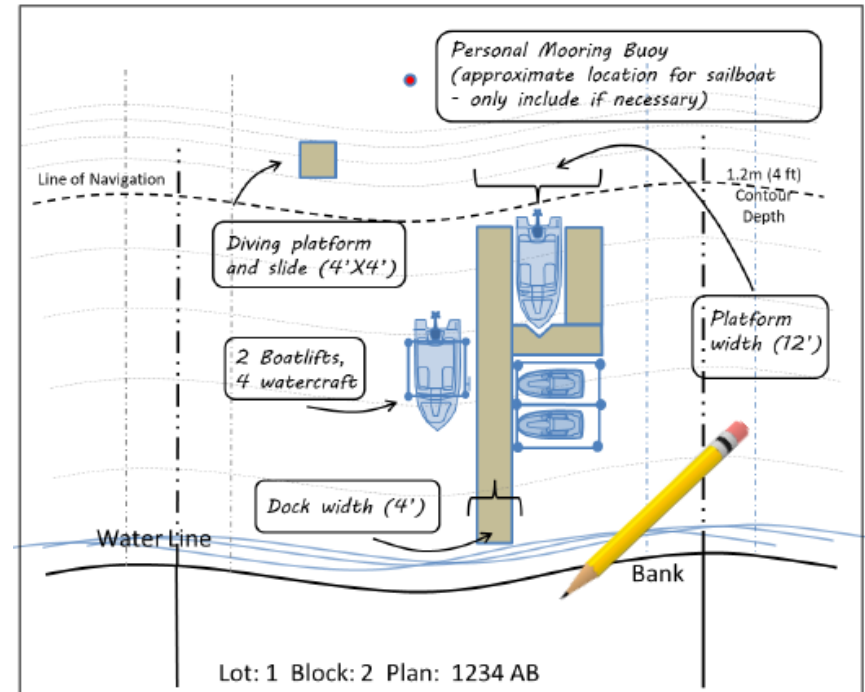 Personal Mooring Buoy
(approximate location for sailboat
- only include if necessary)
Line of Navigation
1.2m (4 ft)
Contour
Depth
Diving platform
and slide (4'X4')
Platform
width (12')
2 Boatlifts,
4 watercraft
Dock width (4')
Water Line
Bank
Lot: 1 Block: 2 Plan: 1234 AB